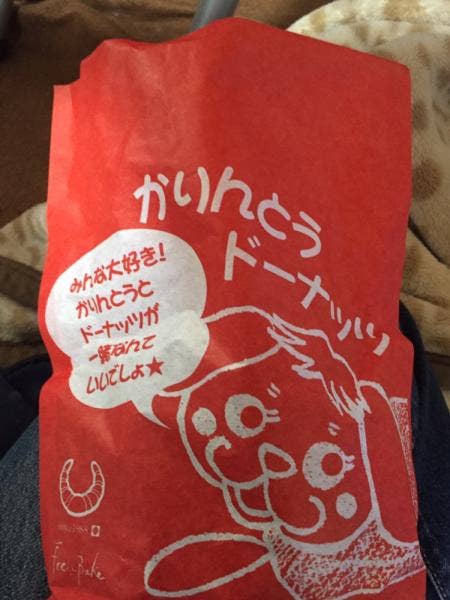 かりんとう
ドーナッツ
みんな大好き!
かりんとうと
ドーナッツが
一緒なんて
いいでしょ★
Fresh Bake